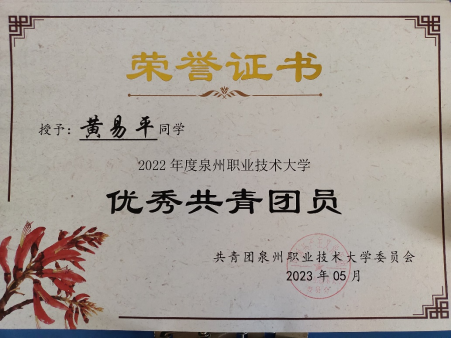 荣誉证书
授予：黄易平同学
2022年度泉州职业技术大学
优秀共青团员
共青团泉州职业技术大学委员会
2023年05月